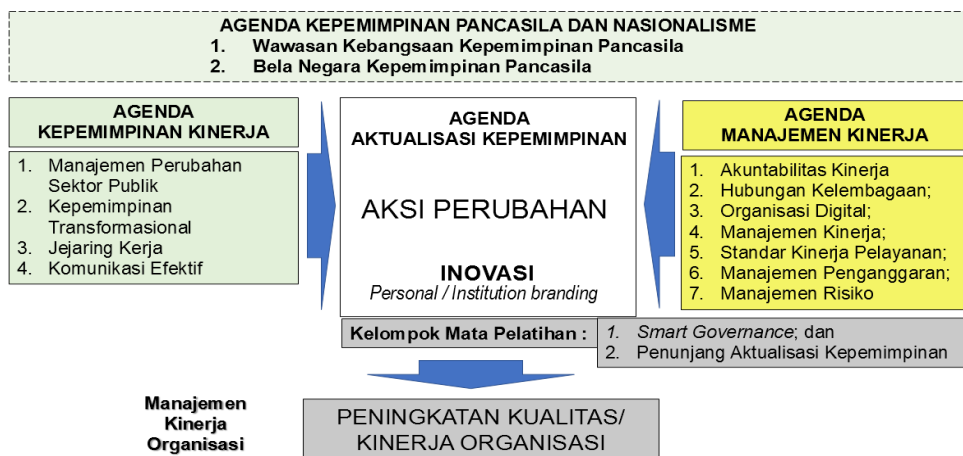 AGENDA KEPEMIMPINAN PANCASILA DAN NASIONALISME
1. Wawasan Kebangsaan Kepemimpinan Pancasila
2. Bela Negara Kepemimpinan Pancasila
AGENDA
KEPEMIMPINAN KINERJA
1. Manajemen Perubahan
Sektor Publik
2. Kepemimpinan
Transformasional
3. Jejaring Kerja
4. Komunikasi Efektif
AGENDA
AKTUALISASI KEPEMIMPINAN
AKSI PERUBAHAN
INOVASI
Personal / Institution branding
AGENDA
MANAJEMEN KINERJA
1. Akuntabilitas Kinerja
2. Hubungan Kelembagaan;
3. Organisasi Digital;
4. Manajemen Kinerja;
5. Standar Kinerja Pelayanan;
6. Manajemen Penganggaran;
7. Manajemen Risiko
Kelompok Mata Pelatihan :
1. Smart Governance; dan
2. Penunjang Aktualisasi Kepemimpinan
Manajemen
Kinerja
Organisasi
PENINGKATAN KUALITAS/
KINERJA ORGANISASI